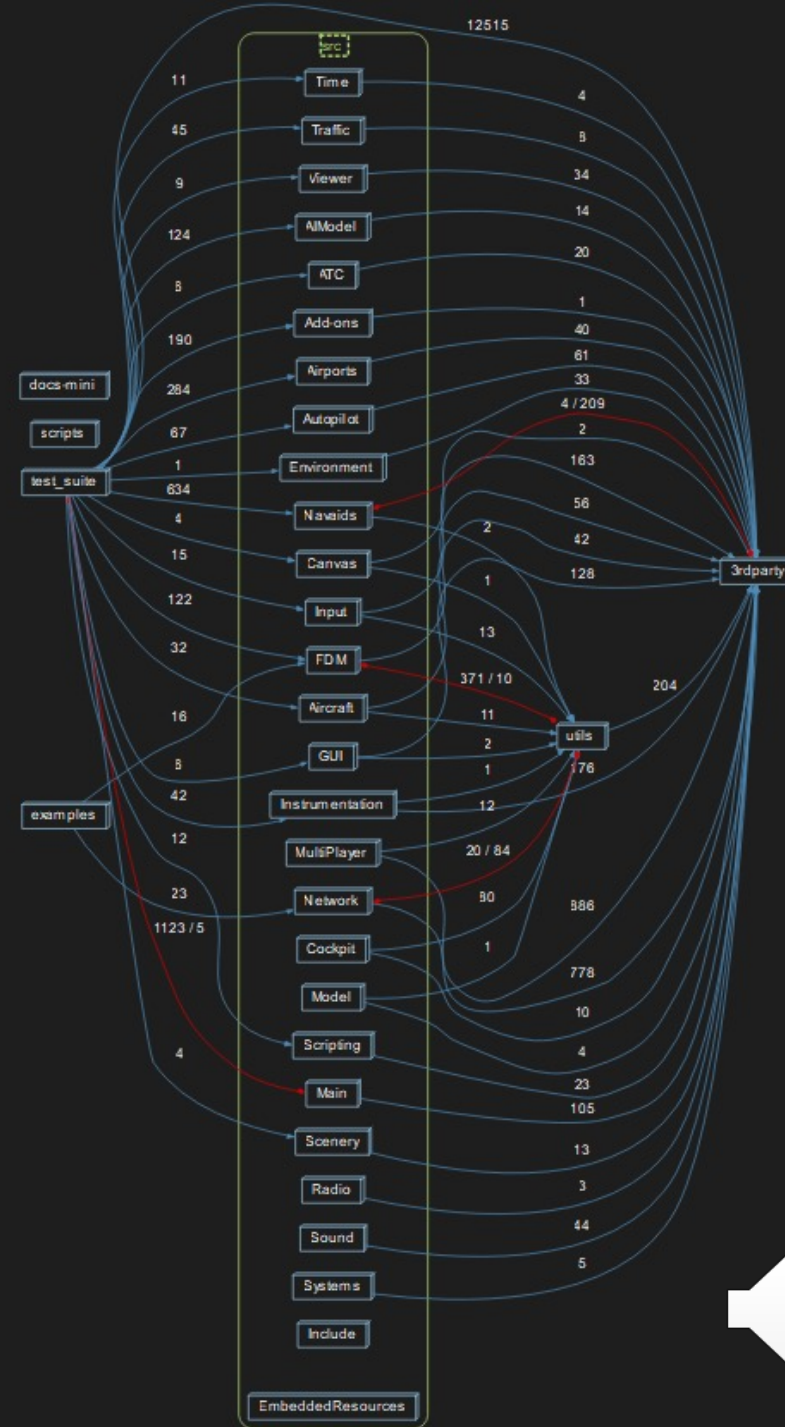 12515
src
11
Time
4
45
Traffic
8
9
Viewer
34
124
AIModel
14
8
ATC
20
190
Add-ons
1
284
Airports
40
67
Autopilot
61
33
4 / 209
docs-mini
scripts
test_suite
1
Environment
2
634
Navaids
163
4
Canvas
2
56
15
Input
1
42
128
3rdparty
122
FDM
13
32
Aircraft
371 / 10
204
16
11
utils
8
GUI
2
176
42
Instrumentation
1
12
examples
12
MultiPlayer
20 / 84
23
Network
80
886
1123 / 5
Cockpit
1
778
Model
10
4
Scripting
4
23
Main
105
Scenery
13
Radio
3
Sound
44
Systems
5
Include
EmbeddedResources